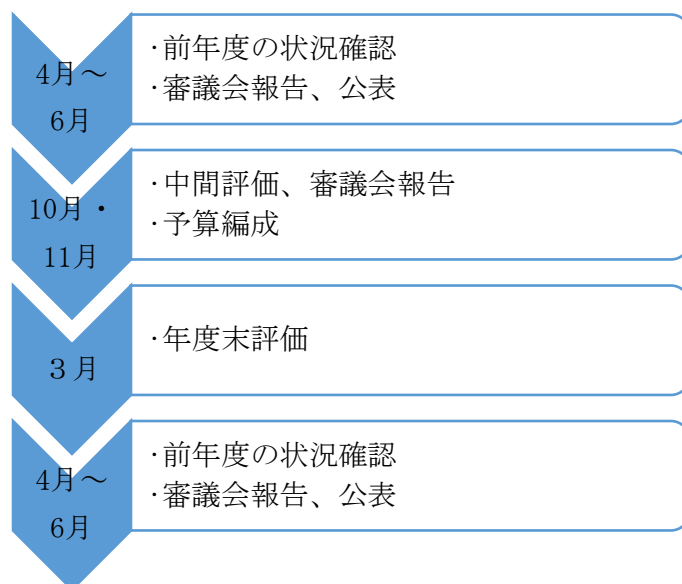 4月～
6月
·前年度の状況確認
·審議会報告、公表
10月・
11月
·中間評価、審議会報告
·予算編成
３月
·年度末評価
4月～
6月
·前年度の状況確認
·審議会報告、公表